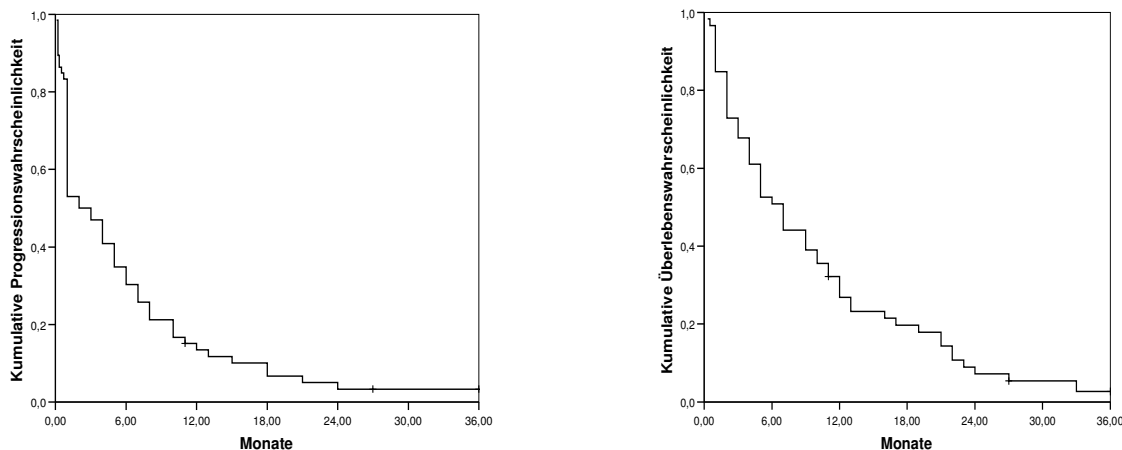 Kumulative Progressionswahrscheinlichkeit
1,0
0,8
0,6
0,4
0,2
0,0
0,00 6,00 12,00 18,00 24,00 30,00 36,00
Monate
Kumulative Überlebenswahrscheinlichkeit
1,0
0,8
0,6
0,4
0,2
0,0
0,00 6,00 12,00 18,00 24,00 30,00 36,00
Monate